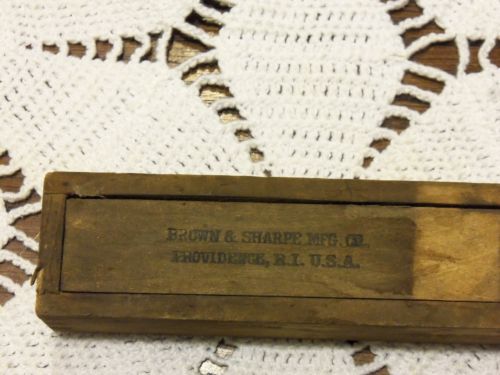 BROWN & SHARPE MFG. CO.
PROVIDENCE, R.I. U.S.A.